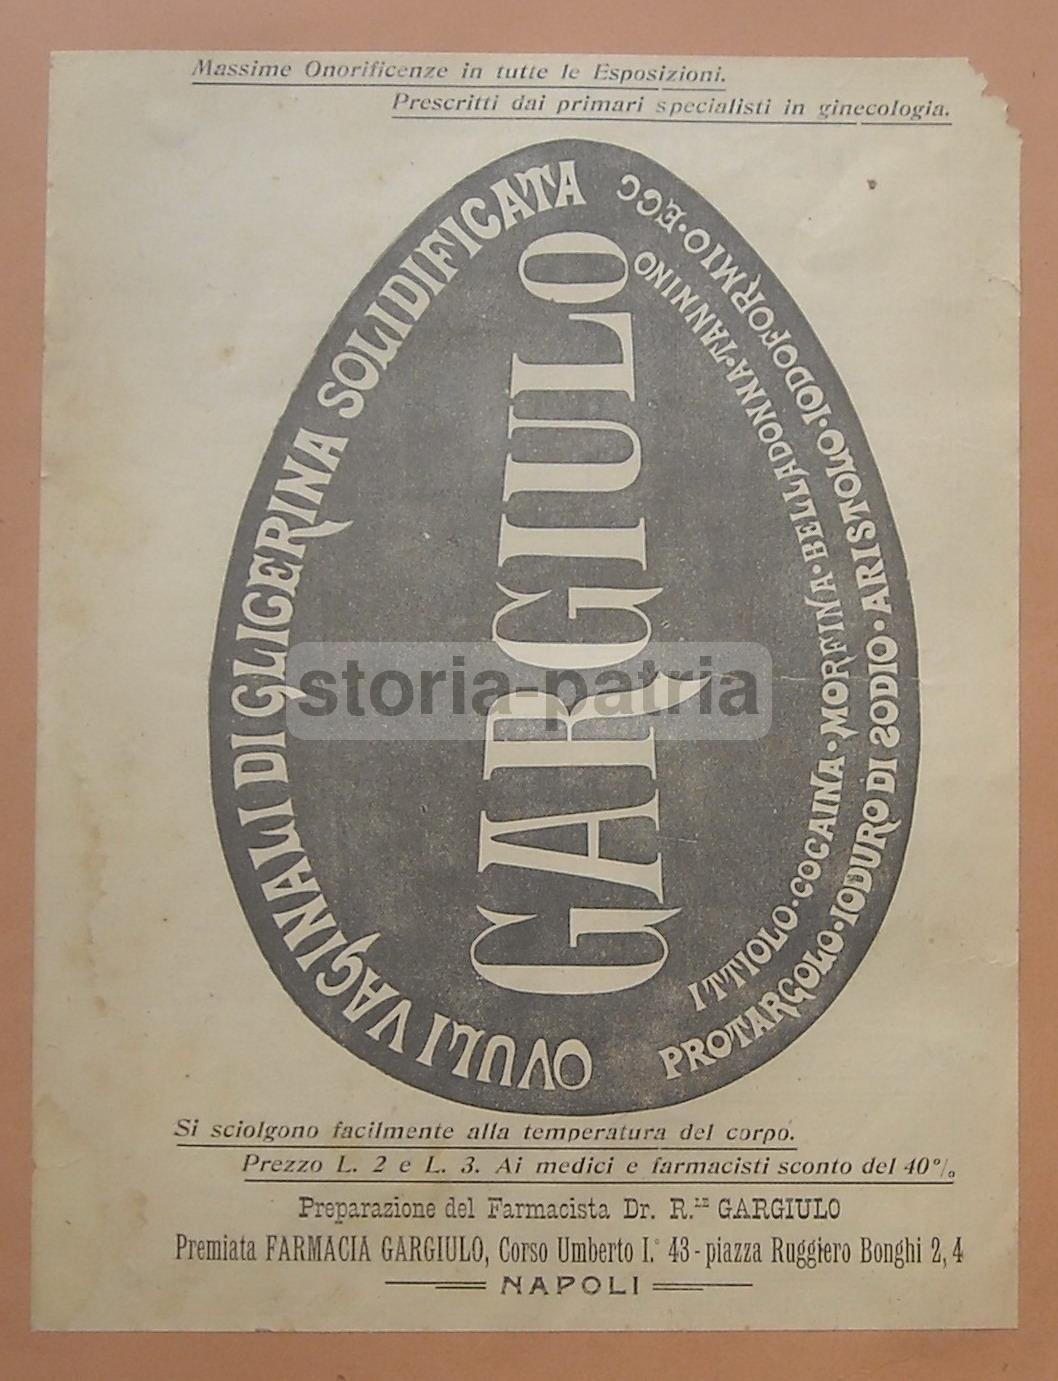 Massime Onorificenze in tutte le Esposizioni.
Prescritti dai primari specialisti in ginecologia.
OVULI VAGINALI DI GLICERINA SOLIDIFICATA
GARGIULO
ITTIOLO·COCAINA·MORFINA·BELLADONNA·TANNINO
PROTARGOLO·IODURO DI SODIO·ARISTOLO·IODOFORMIO·ECC
storia-patria
Si sciolgono facilmente alla temperatura del corpo.
Prezzo L. 2 e L. 3. Ai medici e farmacisti sconto del 40%
Preparazione del Farmacista Dr. R.LE GARGIULO
Premiata FARMACIA GARGIULO, Corso Umberto I.° 43 - piazza Ruggiero Bonghi 2, 4
NAPOLI